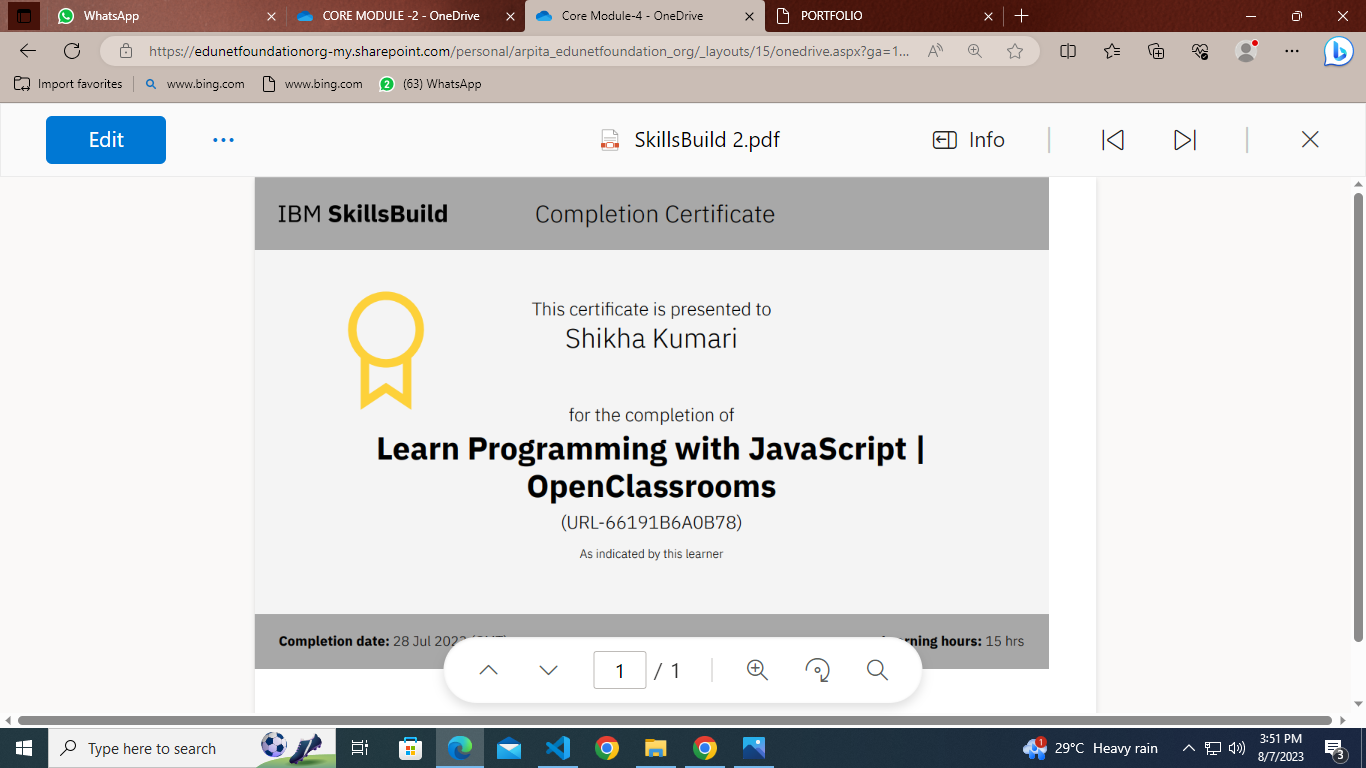 WhatsApp
CORE MODULE -2 - OneDrive
Core Module-4 - OneDrive
PORTFOLIO
https://edunetfoundationorg-my.sharepoint.com/personal/arpita_edunetfoundation_org/_layouts/15/onedrive.aspx?ga=1...
Import favorites
www.bing.com
www.bing.com
2
(63) WhatsApp
Edit
SkillsBuild 2.pdf
Info
IBM SkillsBuild
Completion Certificate
This certificate is presented to
Shikha Kumari
for the completion of
Learn Programming with JavaScript |
OpenClassrooms
(URL-66191B6A0B78)
As indicated by this learner
Completion date: 28 Jul
hours: 15 hrs
1 / 1
Type here to search
1
29°C Heavy rain
3:51 PM
8/7/2023
3